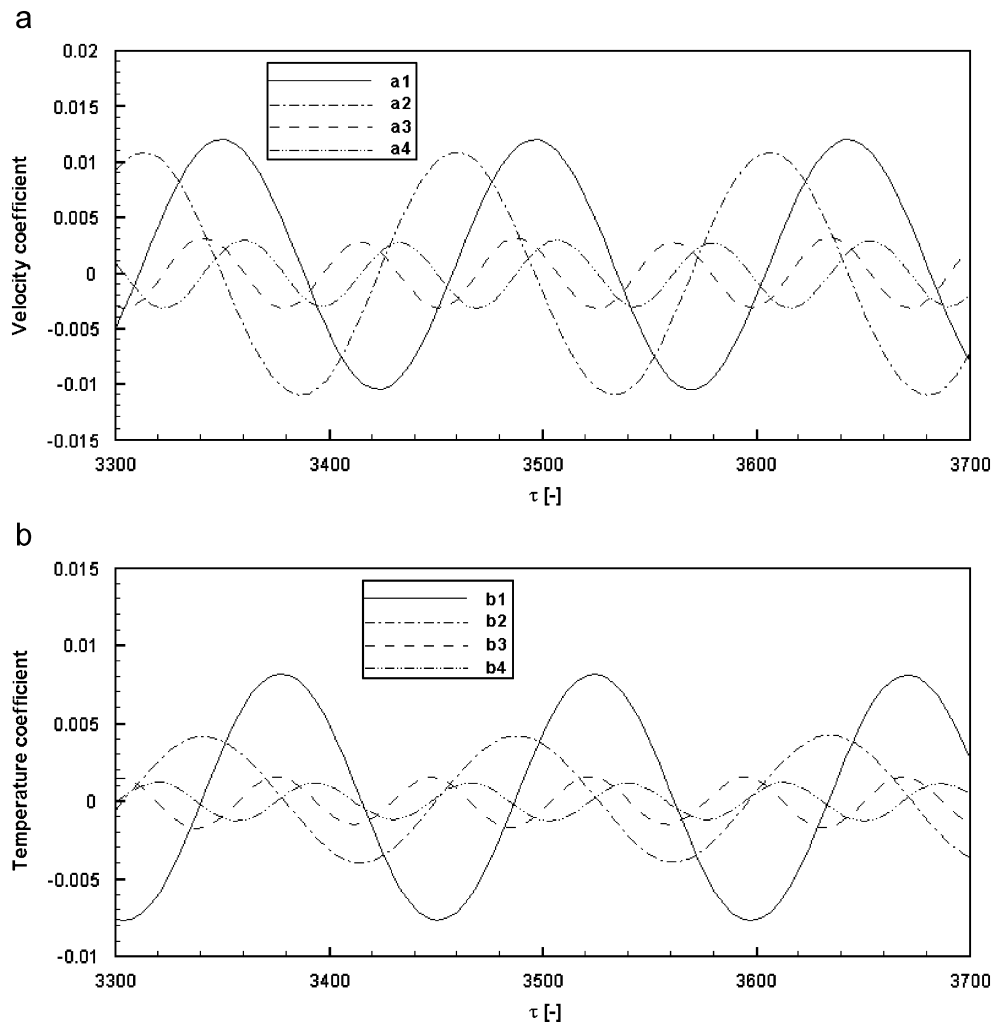 a
0.02
0.015
0.01
0.005
0
-0.005
-0.01
-0.015
Velocity coefficient
a1
a2
a3
a4
3300 3400 3500 3600 3700
τ [-]
b
0.015
0.01
0.005
0
-0.005
-0.01
Temperature coefficient
b1
b2
b3
b4
3300 3400 3500 3600 3700
τ [-]